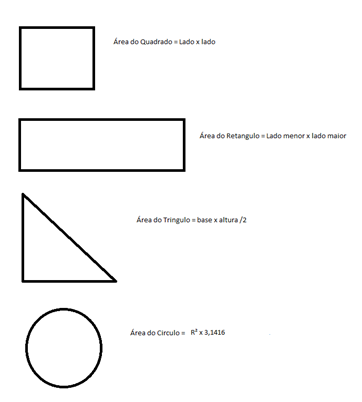 Área do Quadrado = Lado x lado
Área do Retangulo = Lado menor x lado maior
Área do Tringulo = base x altura /2
Área do Circulo = R² x 3,1416